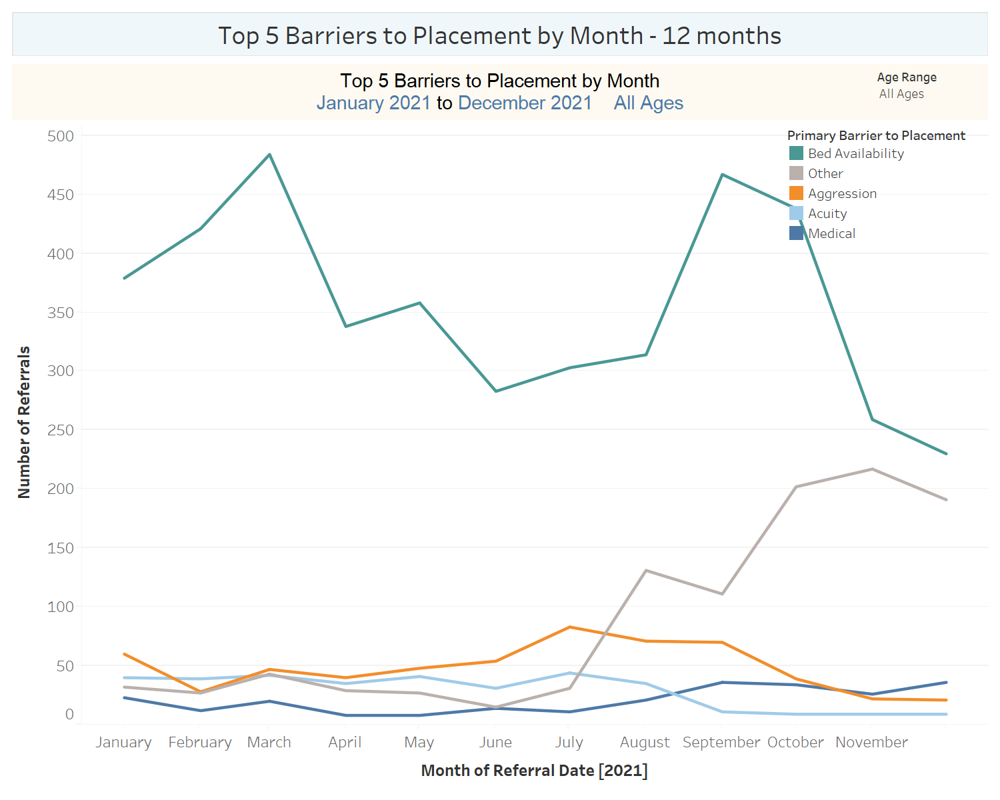 Top 5 Barriers to Placement by Month - 12 months
Top 5 Barriers to Placement by Month
January 2021 to December 2021 All Ages
Age Range
All Ages
Primary Barrier to Placement
Bed Availability
Other
Aggression
Acuity
Medical
Number of Referrals
500
450
400
350
300
250
200
150
100
50
0
January February March April May June July August September October November
Month of Referral Date [2021]